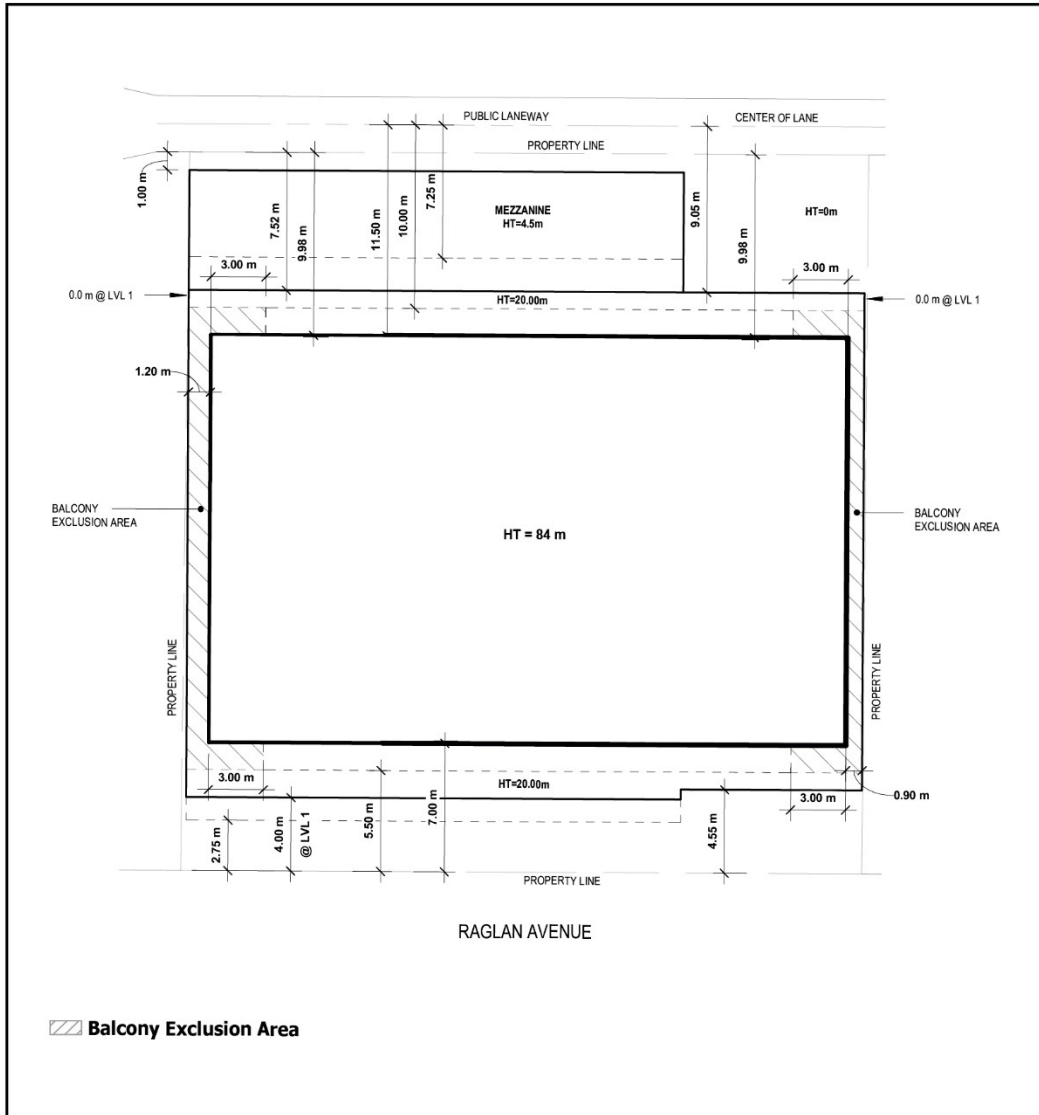 PUBLIC LANEWAY
CENTER OF LANE
PROPERTY LINE
1.00 m
7.52 m
9.98 m
11.50 m
10.00 m
7.25 m
MEZZANINE
HT=4.5m
9.05 m
9.98 m
HT=0m
3.00 m
3.00 m
0.0 m @ LVL 1
HT=20.00m
0.0 m @ LVL 1
1.20 m
BALCONY
EXCLUSION AREA
HT = 84 m
BALCONY
EXCLUSION AREA
PROPERTY LINE
PROPERTY LINE
3.00 m
HT=20.00m
3.00 m
0.90 m
2.75 m
4.00 m
@ LVL 1
5.50 m
7.00 m
4.55 m
PROPERTY LINE
RAGLAN AVENUE
Balcony Exclusion Area